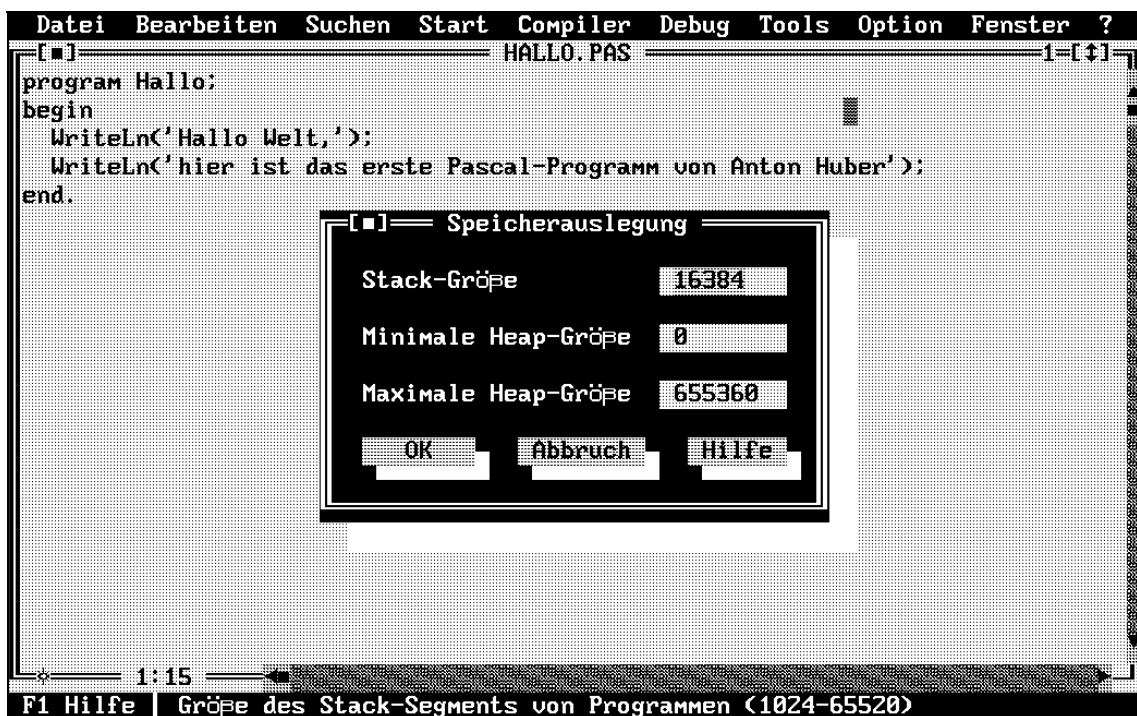 Datei Bearbeiten Suchen Start Compiler Debug Tools Option Fenster ?
[■] HALLO.PAS 1-[↕]
program Hallo;
begin
WriteLn('Hallo Welt,');
WriteLn('hier ist das erste Pascal-Programm von Anton Huber');
end.
[■] Speicherauslegung
Stack-Größe 16384
Minimale Heap-Größe 0
Maximale Heap-Größe 655360
OK Abbruch Hilfe
1:15
F1 Hilfe | Größe des Stack-Segments von Programmen (1024-65520)